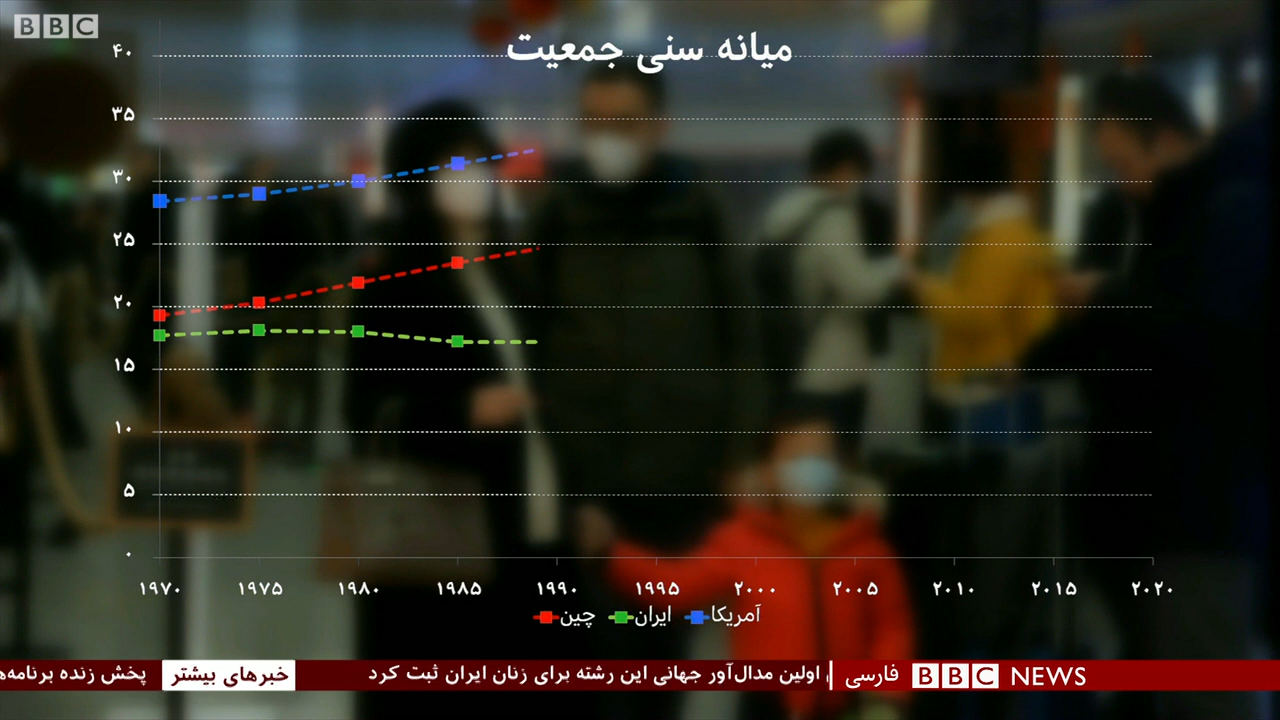 BBC
میانه سنی جمعیت
۴۰
۳۵
۳۰
۲۵
۲۰
۱۵
۱۰
۵
۰
۱۹۷۰ ۱۹۷۵ ۱۹۸۰ ۱۹۸۵ ۱۹۹۰ ۱۹۹۵ ۲۰۰۰ ۲۰۰۵ ۲۰۱۰ ۲۰۱۵ ۲۰۲۰
چین ایران آمریکا
BBC NEWS فارسی
اولین مدال‌آور جهانی این رشته برای زنان ایران ثبت کرد
خبرهای بیشتر
پخش زنده برنامه‌ه